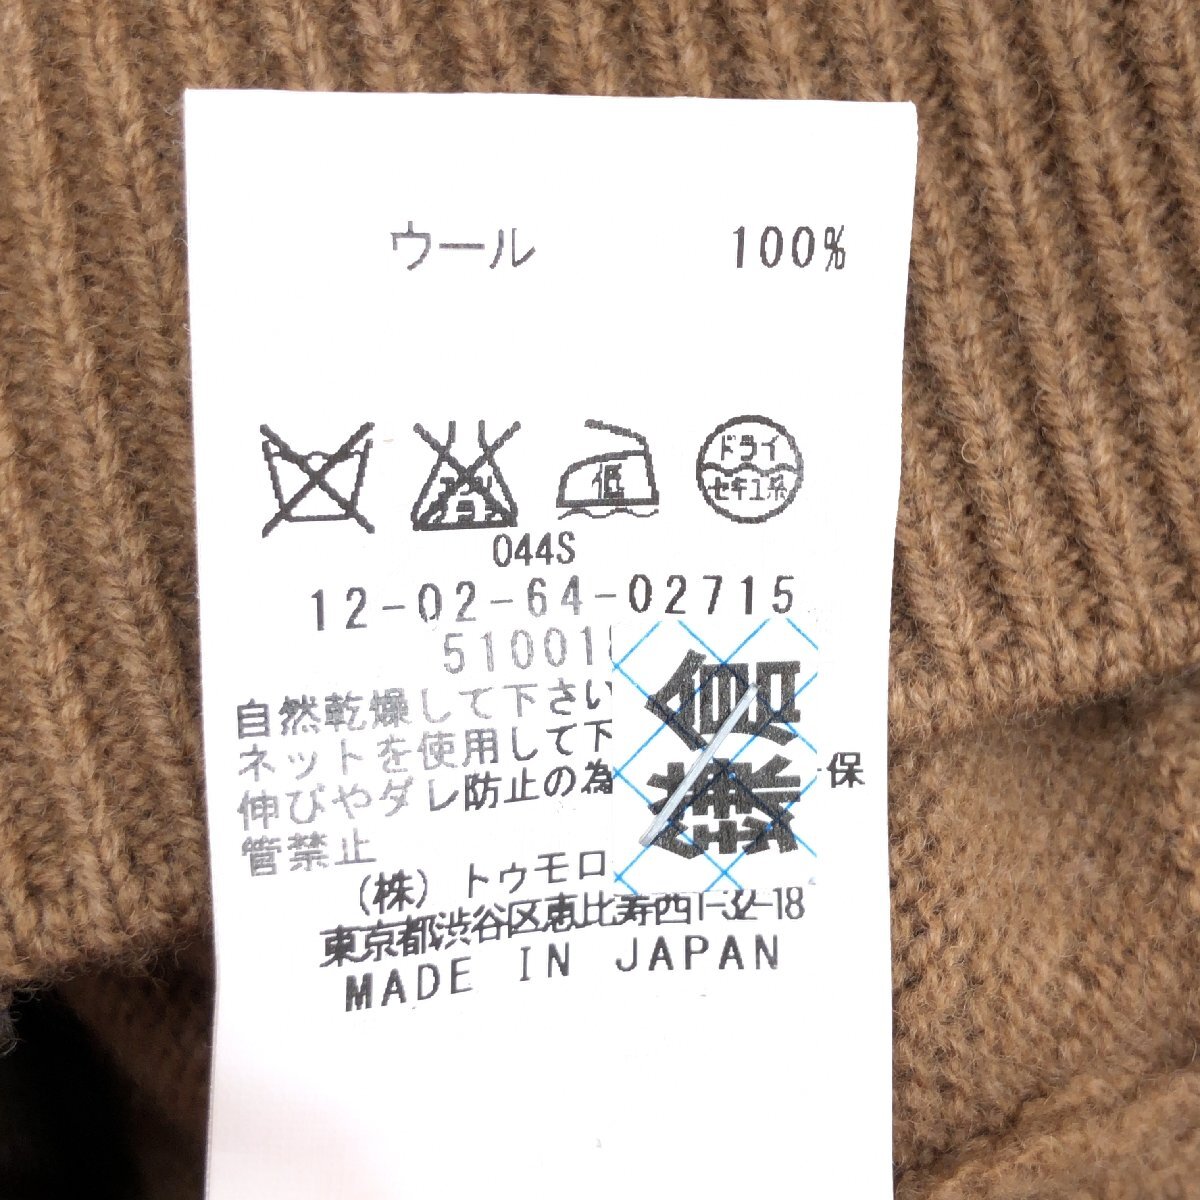 ウール 100%
低
ドライ
セキユ系
044S
12-02-64-02715
51001
自然乾燥して下さい
ネットを使用して下
伸びやダレ防止の為 保
管禁止
(株) トゥモロ
東京都渋谷区恵比寿西1-32-18
MADE IN JAPAN